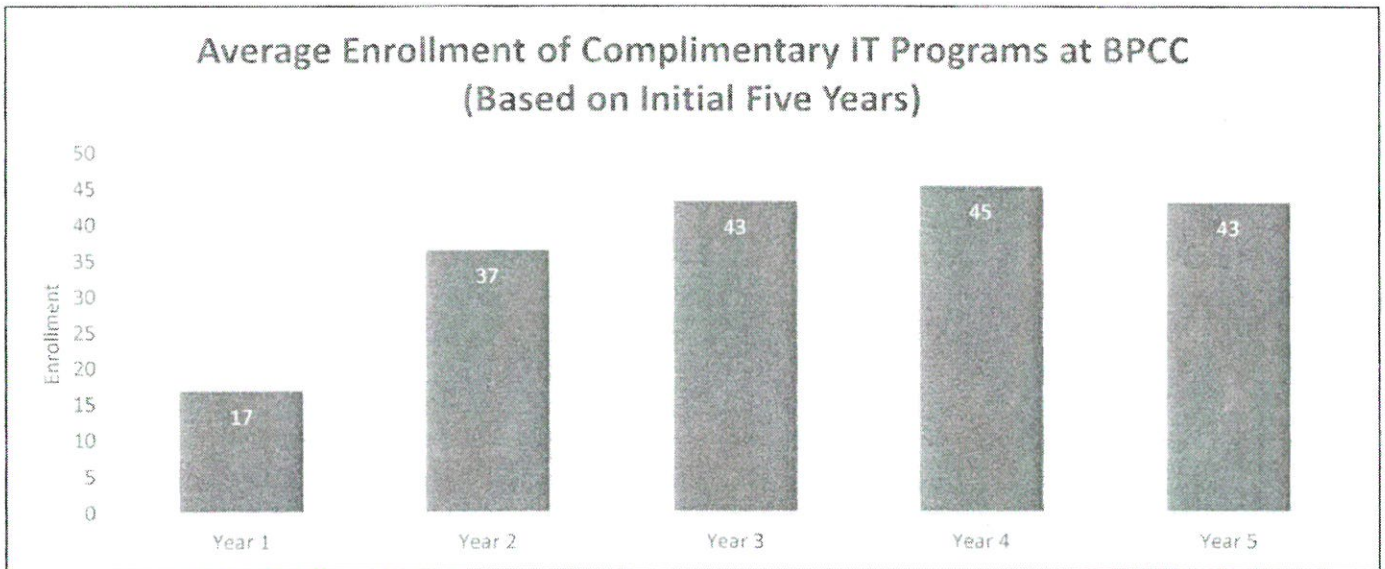 Average Enrollment of Complimentary IT Programs at BPCC
(Based on Initial Five Years)
Enrollment
50
45
40
35
30
25
20
15
10
5
0
17
37
43
45
43
Year 1
Year 2
Year 3
Year 4
Year 5